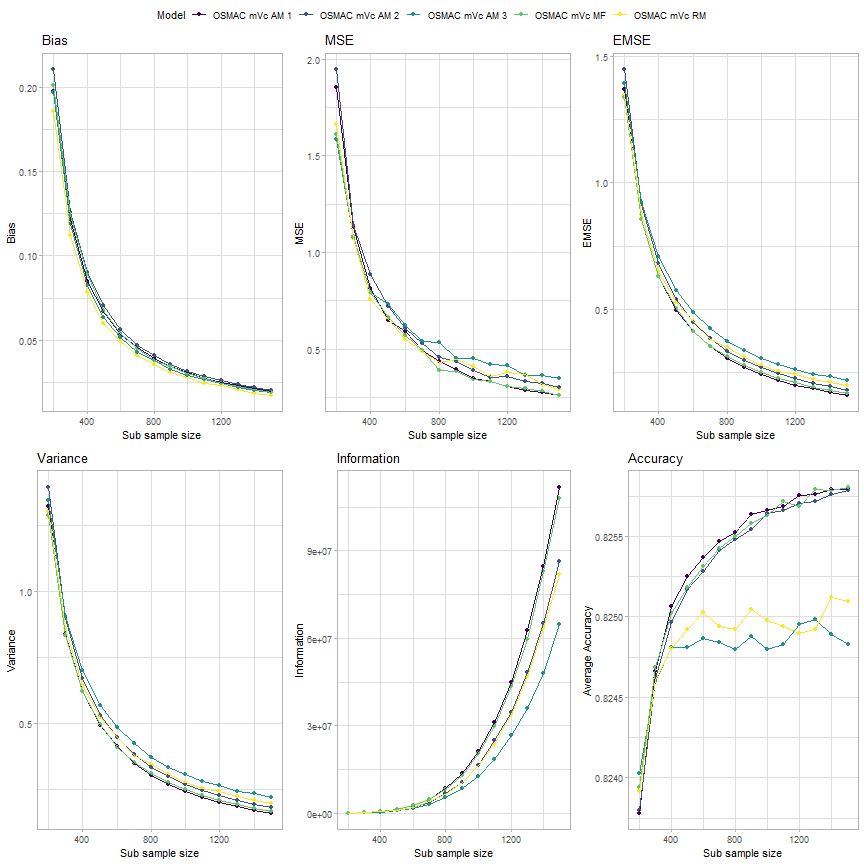 Model OSMAC mVc AM 1 OSMAC mVc AM 2 OSMAC mVc AM 3 OSMAC mVc MF OSMAC mVc RM
Bias
0.20
0.15
0.10
0.05
Bias
400 800 1200
Sub sample size
MSE
2.0
1.5
1.0
0.5
MSE
400 800 1200
Sub sample size
EMSE
1.5
1.0
0.5
EMSE
400 800 1200
Sub sample size
Variance
1.0
0.5
Variance
400 800 1200
Sub sample size
Information
9e+07
6e+07
3e+07
0e+00
Information
400 800 1200
Sub sample size
Accuracy
0.8255
0.8250
0.8245
0.8240
Average Accuracy
400 800 1200
Sub sample size